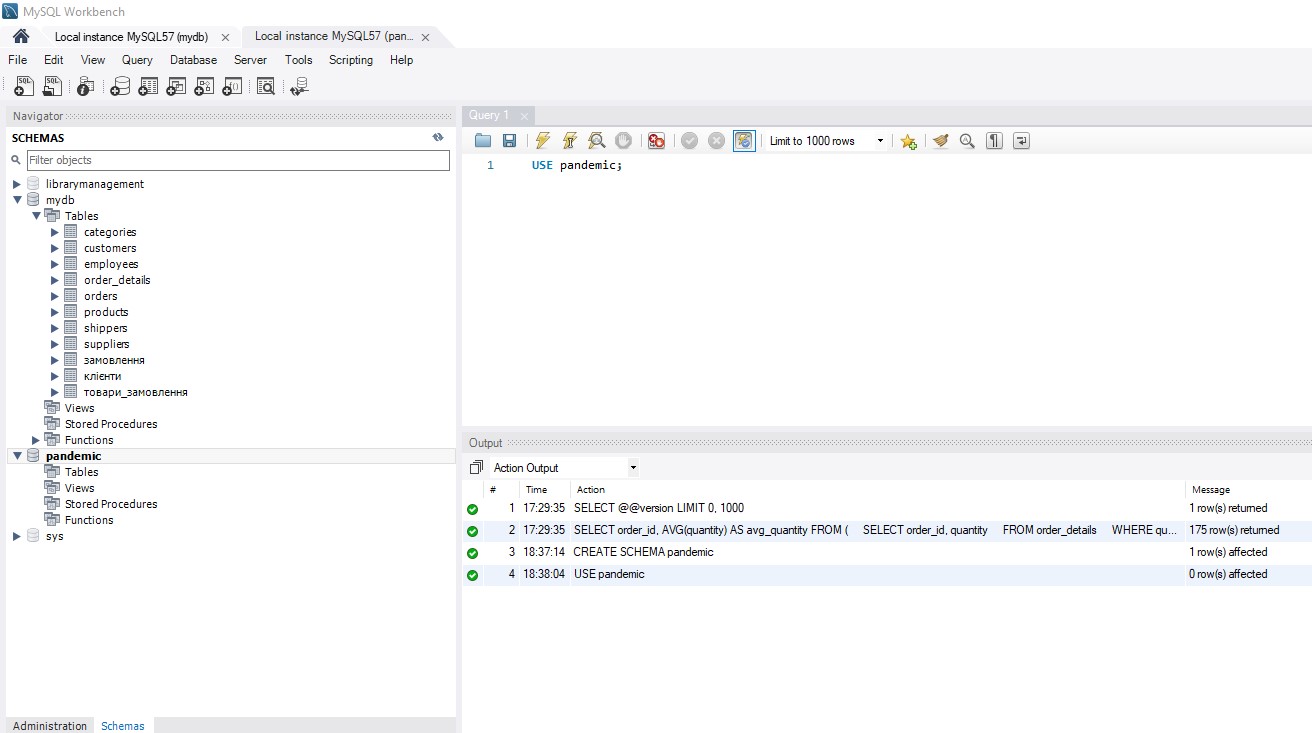 MySQL Workbench
Local instance MySQL57 (mydb)
Local instance MySQL57 (pan...
File Edit View Query Database Server Tools Scripting Help
Navigator
SCHEMAS
Filter objects
librarymanagement
mydb
Tables
categories
customers
employees
order_details
orders
products
shippers
suppliers
замовлення
клієнти
товари_замовлення
Views
Stored Procedures
Functions
pandemic
Tables
Views
Stored Procedures
Functions
sys
Administration Schemas
Query 1
Limit to 1000 rows
1 USE pandemic;
Output
Action Output
# Time Action Message
1 17:29:35 SELECT @@version LIMIT 0, 1000 1 row(s) returned
2 17:29:35 SELECT order_id, AVG(quantity) AS avg_quantity FROM ( SELECT order_id, quantity FROM order_details WHERE qu... 175 row(s) returned
3 18:37:14 CREATE SCHEMA pandemic 1 row(s) affected
4 18:38:04 USE pandemic 0 row(s) affected